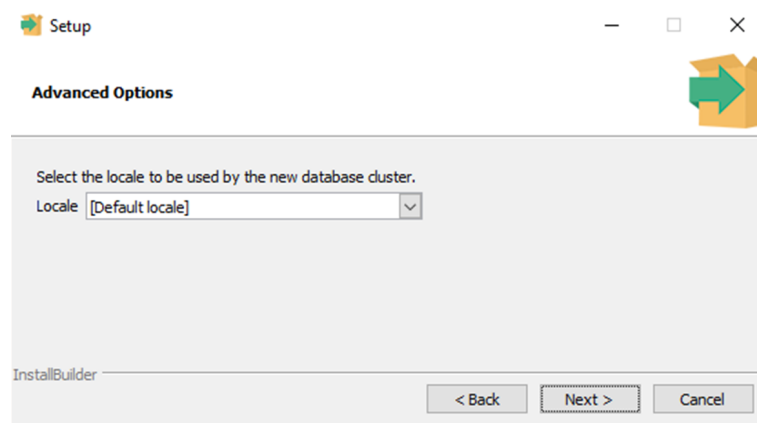 Setup
Advanced Options
Select the locale to be used by the new database cluster.
Locale [Default locale]
InstallBuilder
< Back Next > Cancel